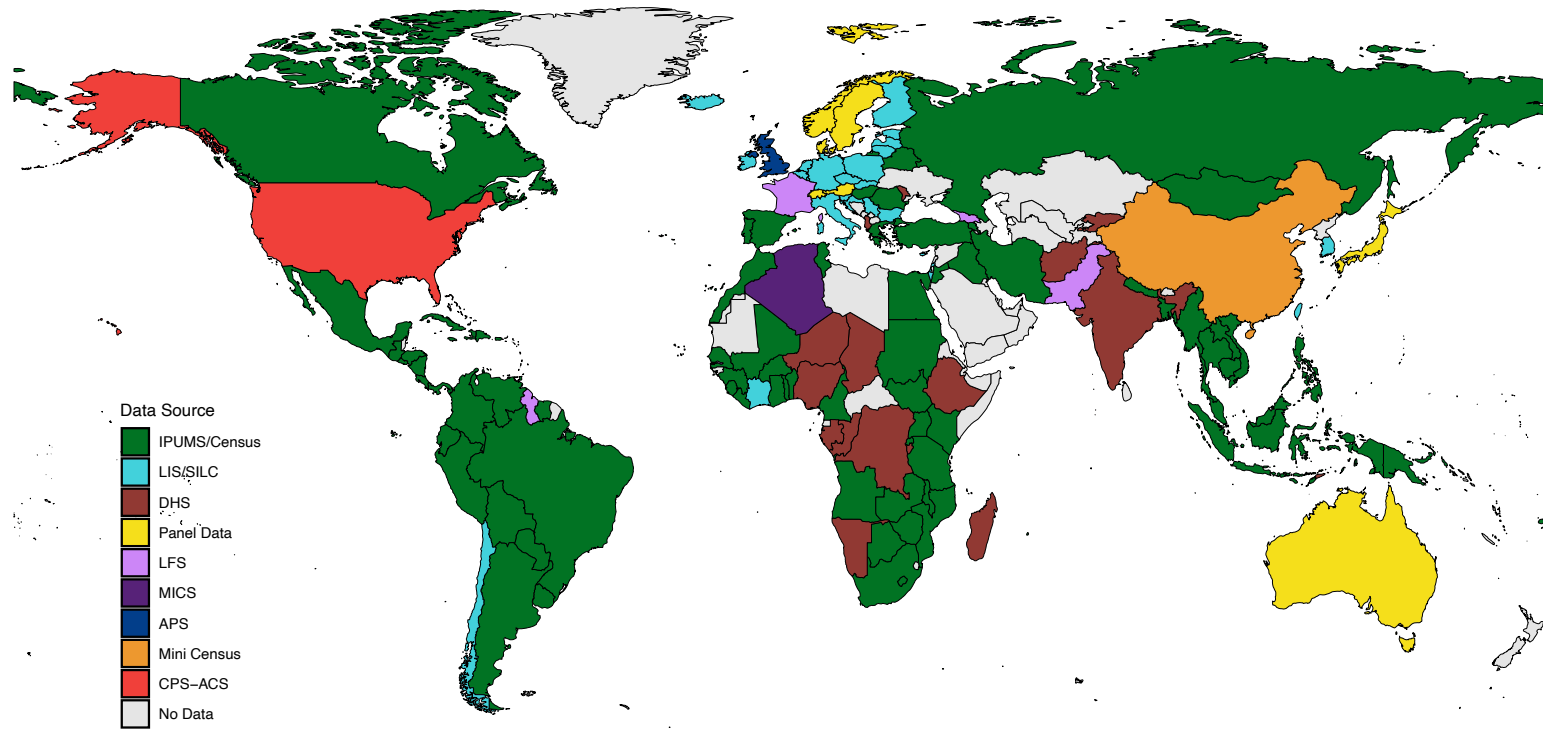 Data Source
IPUMS/Census
LIS/SILC
DHS
Panel Data
LFS
MICS
APS
Mini Census
CPS−ACS
No Data